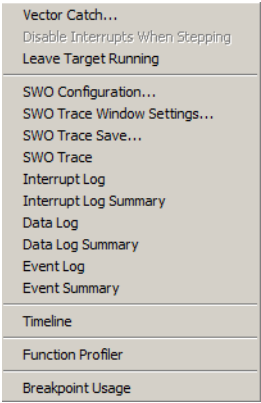 Vector Catch...
Disable Interrupts When Stepping
Leave Target Running
SWO Configuration...
SWO Trace Window Settings...
SWO Trace Save...
SWO Trace
Interrupt Log
Interrupt Log Summary
Data Log
Data Log Summary
Event Log
Event Summary
Timeline
Function Profiler
Breakpoint Usage